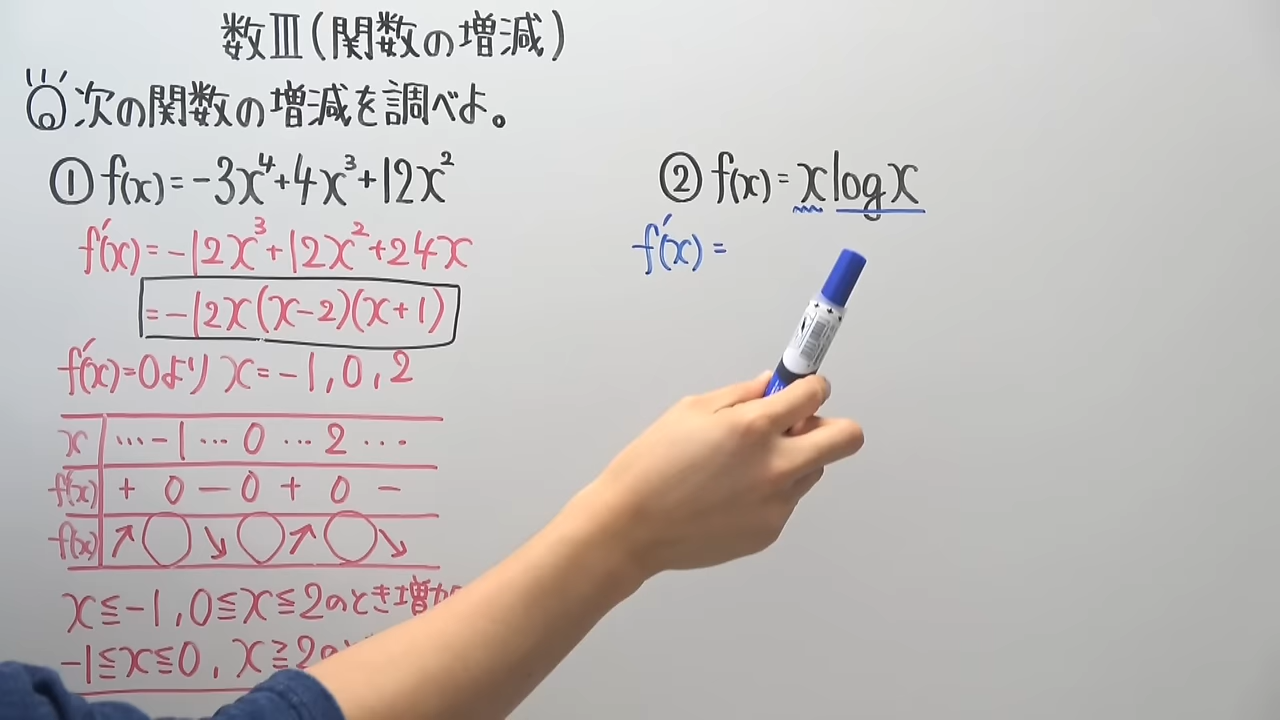 数Ⅲ(関数の増減)
Q 次の関数の増減を調べよ。
① f(x)=-3x⁴+4x³+12x²
f'(x)=-12x³+12x²+24x
=-12x(x-2)(x+1)
f'(x)=0より x=-1,0,2
x … -1 … 0 … 2 …
f'(x) + 0 - 0 + 0 -
f(x) ↗ ↘ ↗ ↘
x≦-1,0≦x≦2のとき増加
-1≦x≦0, x≧2の
② f(x)=xlogx
f'(x)=